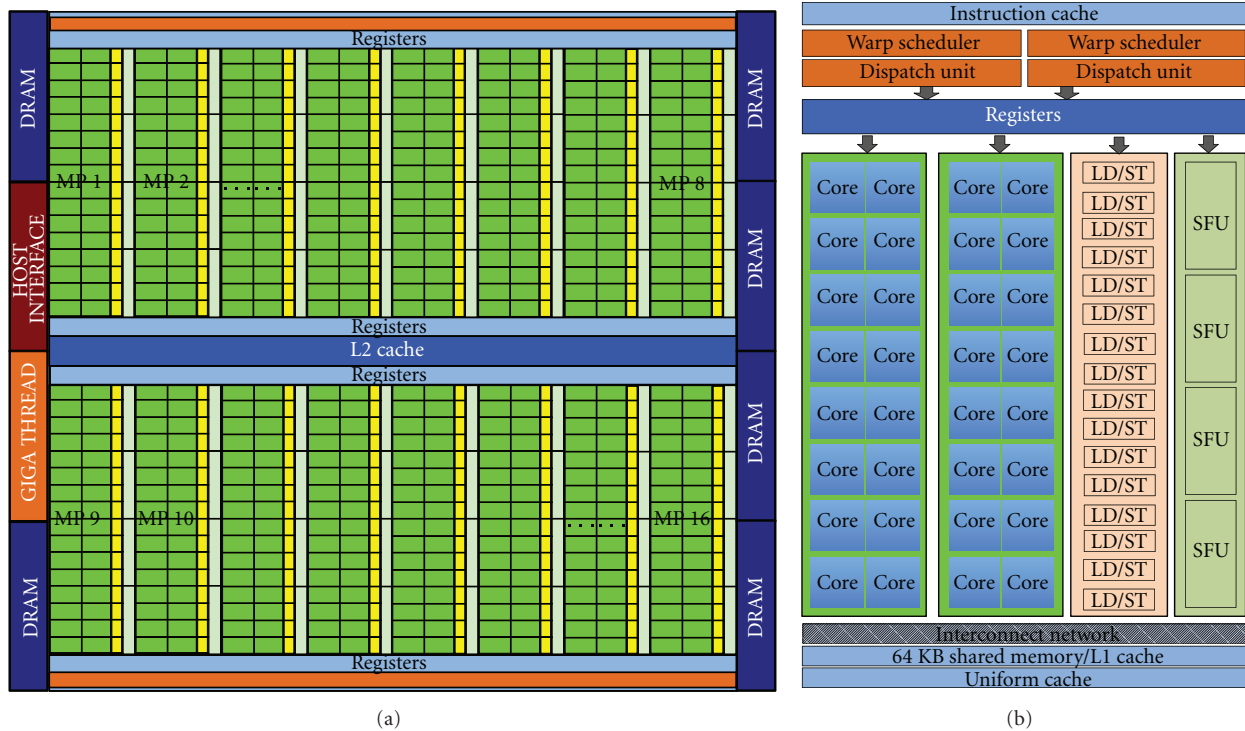 Registers
DRAM
MP 1
MP 2
......
MP 8
DRAM
HOST
INTERFACE
DRAM
Registers
L2 cache
Registers
GIGA THREAD
DRAM
MP 9
MP 10
......
MP 16
DRAM
DRAM
Registers
(a)
Instruction cache
Warp scheduler Warp scheduler
Dispatch unit Dispatch unit
Registers
Core Core Core Core LD/ST
LD/ST
SFU
Core Core Core Core LD/ST
LD/ST
Core Core Core Core LD/ST
LD/ST
SFU
Core Core Core Core LD/ST
LD/ST
Core Core Core Core LD/ST
LD/ST
SFU
Core Core Core Core LD/ST
LD/ST
Core Core Core Core LD/ST
LD/ST
SFU
Core Core Core Core LD/ST
LD/ST
Interconnect network
64 KB shared memory/L1 cache
Uniform cache
(b)